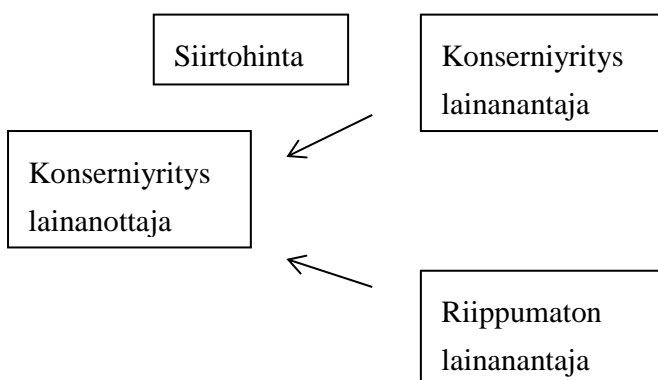 Siirtohinta
Konserniyritys
lainanantaja
Konserniyritys
lainanottaja
Riippumaton
lainanantaja